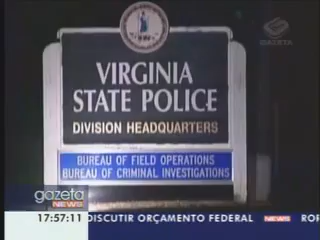 GAZETA
VIRGINIA
STATE POLICE
DIVISION HEADQUARTERS
BUREAU OF FIELD OPERATIONS
BUREAU OF CRIMINAL INVESTIGATIONS
gazeta
NEWS
17:57:11 DISCUTIR ORÇAMENTO FEDERAL NEWS ROR